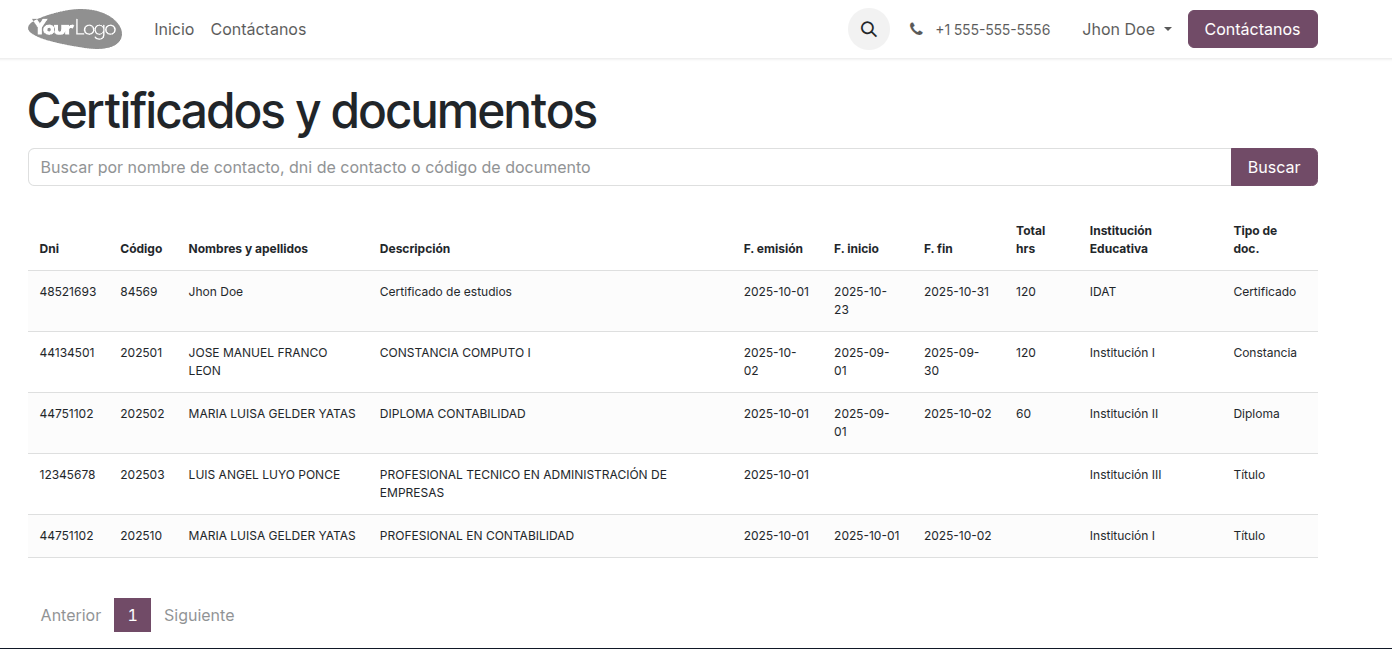 YourLogo Inicio Contáctanos +1 555-555-5556 Jhon Doe Contáctanos
Certificados y documentos
Buscar por nombre de contacto, dni de contacto o código de documento Buscar
Dni Código Nombres y apellidos Descripción F. emisión F. inicio F. fin Total hrs Institución Educativa Tipo de doc.
48521693 84569 Jhon Doe Certificado de estudios 2025-10-01 2025-10-23 2025-10-31 120 IDAT Certificado
44134501 202501 JOSE MANUEL FRANCO LEON CONSTANCIA COMPUTO I 2025-10-02 2025-09-01 2025-09-30 120 Institución I Constancia
44751102 202502 MARIA LUISA GELDER YATAS DIPLOMA CONTABILIDAD 2025-10-01 2025-09-01 2025-10-02 60 Institución II Diploma
12345678 202503 LUIS ANGEL LUYO PONCE PROFESIONAL TECNICO EN ADMINISTRACIÓN DE EMPRESAS 2025-10-01 Institución III Título
44751102 202510 MARIA LUISA GELDER YATAS PROFESIONAL EN CONTABILIDAD 2025-10-01 2025-10-01 2025-10-02 Institución I Título
Anterior 1 Siguiente